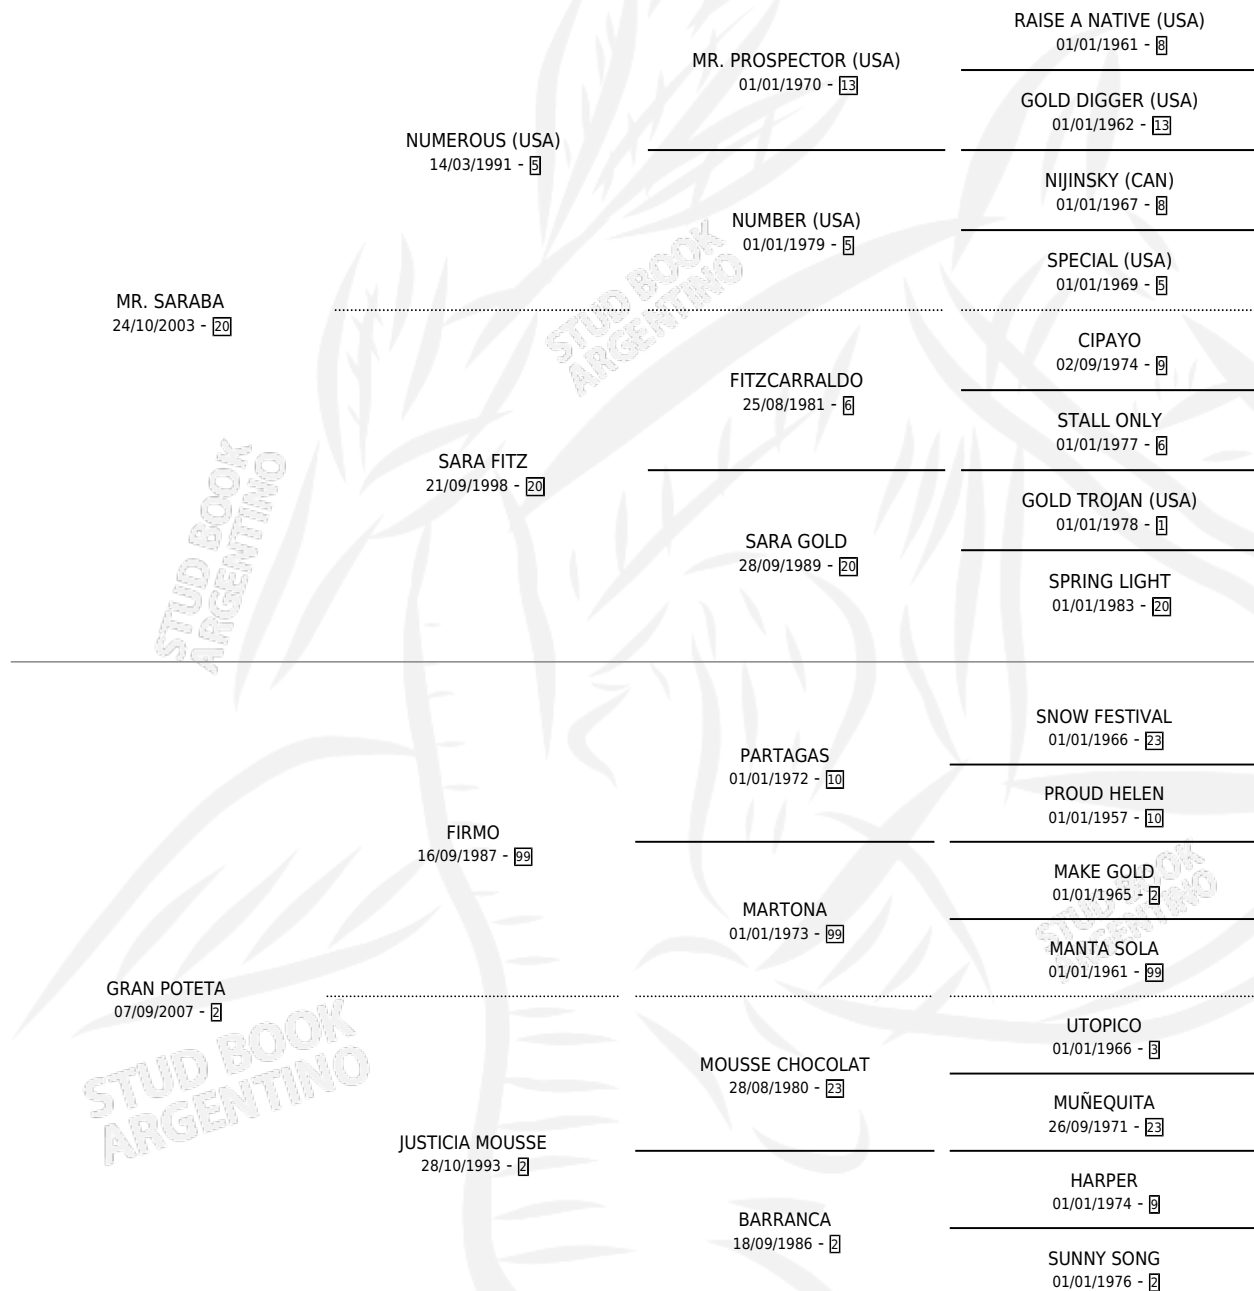 RAISE A NATIVE (USA)
01/01/1961 - 8
MR. PROSPECTOR (USA)
01/01/1970 - 13
GOLD DIGGER (USA)
01/01/1962 - 13
NUMEROUS (USA)
14/03/1991 - 5
NIJINSKY (CAN)
01/01/1967 - 8
NUMBER (USA)
01/01/1979 - 5
SPECIAL (USA)
01/01/1969 - 5
MR. SARABA
24/10/2003 - 20
STUD BOOK
ARGENTINO
CIPAYO
02/09/1974 - 9
FITZCARRALDO
25/08/1981 - 6
STALL ONLY
01/01/1977 - 6
SARA FITZ
21/09/1998 - 20
GOLD TROJAN (USA)
01/01/1978 - 1
SARA GOLD
28/09/1989 - 20
SPRING LIGHT
01/01/1983 - 20
STUD BOOK
ARGENTINO
SNOW FESTIVAL
01/01/1966 - 23
PARTAGAS
01/01/1972 - 10
PROUD HELEN
01/01/1957 - 10
FIRMO
16/09/1987 - 99
MAKE GOLD
01/01/1965 - 2
MARTONA
01/01/1973 - 99
MANTA SOLA
01/01/1961 - 99
STUD BOOK
ARGENTINO
GRAN POTETA
07/09/2007 - 2
STUD BOOK
ARGENTINO
UTOPICO
01/01/1966 - 3
MOUSSE CHOCOLAT
28/08/1980 - 23
MUÑEQUITA
26/09/1971 - 23
JUSTICIA MOUSSE
28/10/1993 - 2
HARPER
01/01/1974 - 9
BARRANCA
18/09/1986 - 2
SUNNY SONG
01/01/1976 - 2